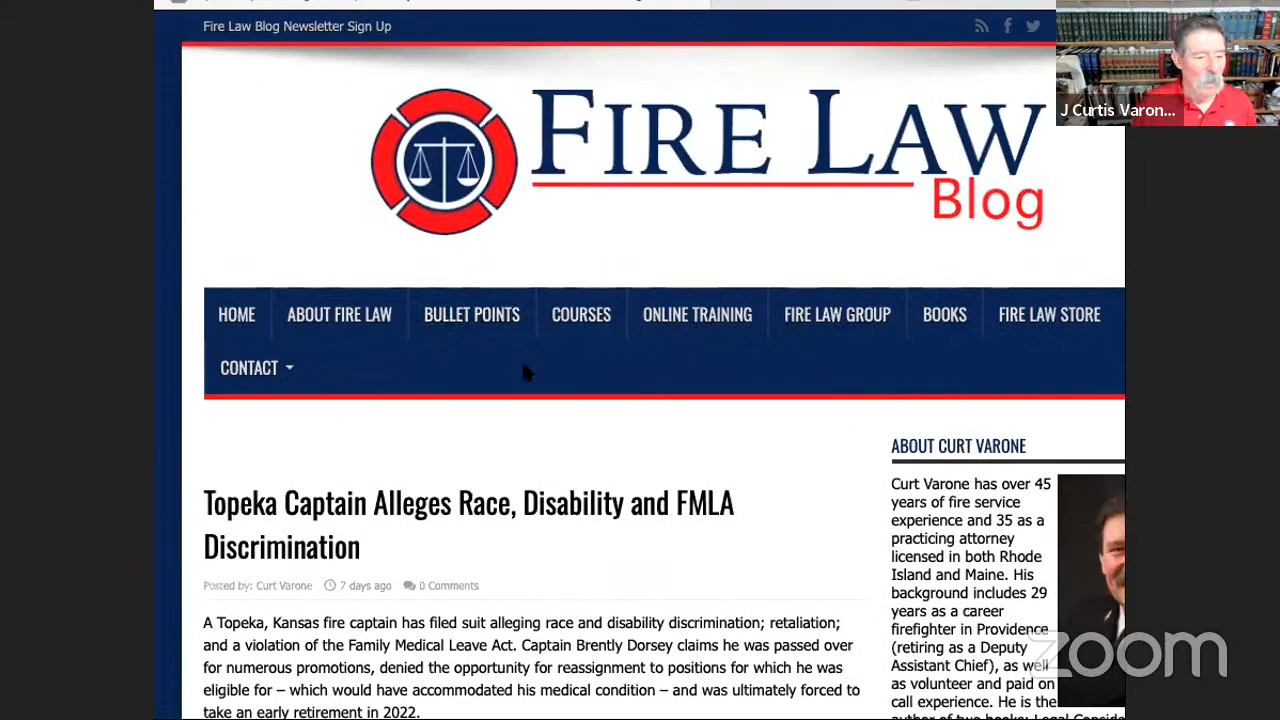 Fire Law Blog Newsletter Sign Up
J Curtis Varon...
FIRE LAW
Blog
HOME ABOUT FIRE LAW BULLET POINTS COURSES ONLINE TRAINING FIRE LAW GROUP BOOKS FIRE LAW STORE
CONTACT
Topeka Captain Alleges Race, Disability and FMLA
Discrimination
Posted by: Curt Varone 7 days ago 0 Comments
A Topeka, Kansas fire captain has filed suit alleging race and disability discrimination; retaliation;
and a violation of the Family Medical Leave Act. Captain Brently Dorsey claims he was passed over
for numerous promotions, denied the opportunity for reassignment to positions for which he was
eligible for – which would have accommodated his medical condition – and was ultimately forced to
take an early retirement in 2022.
ABOUT CURT VARONE
Curt Varone has over 45
years of fire service
experience and 35 as a
practicing attorney
licensed in both Rhode
Island and Maine. His
background includes 29
years as a career
firefighter in Providence
(retiring as a Deputy
Assistant Chief), as well
as volunteer and paid on
call experience. He is the
author of two books: Legal Conside
zoom